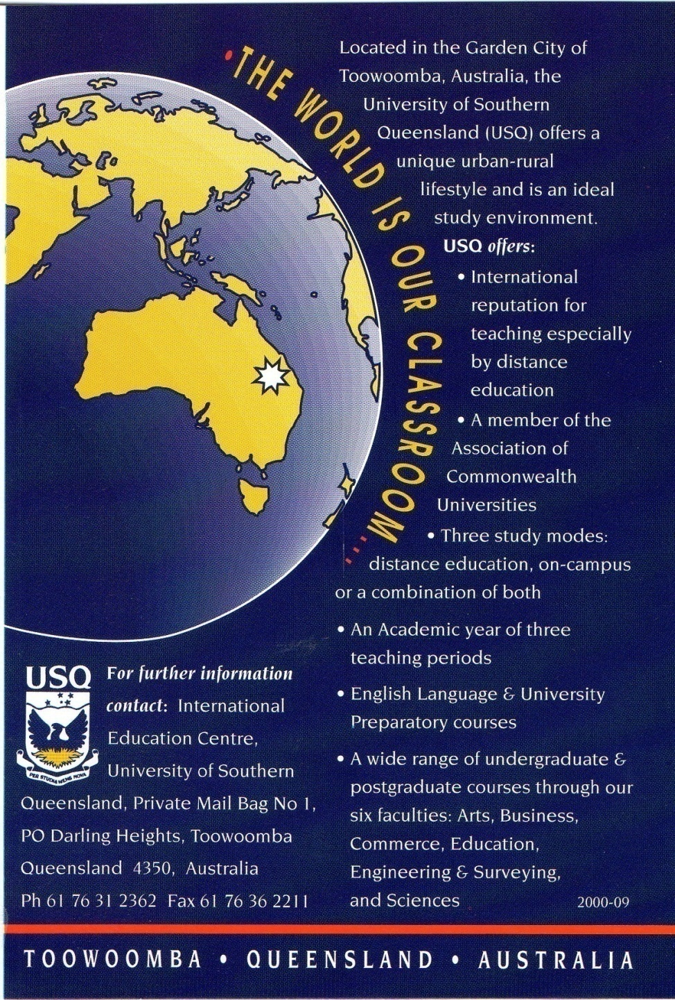 • THE WORLD IS OUR CLASSROOM...
Located in the Garden City of
Toowoomba, Australia, the
University of Southern
Queensland (USQ) offers a
unique urban-rural
lifestyle and is an ideal
study environment.
USQ offers:
• International
reputation for
teaching especially
by distance
education
• A member of the
Association of
Commonwealth
Universities
• Three study modes:
distance education, on-campus
or a combination of both
• An Academic year of three
teaching periods
• English Language & University
Preparatory courses
• A wide range of undergraduate &
postgraduate courses through our
six faculties: Arts, Business,
Commerce, Education,
Engineering & Surveying,
and Sciences
2000-09
USQ
PER STUDIA MENS NOVA
For further information
contact: International
Education Centre,
University of Southern
Queensland, Private Mail Bag No 1,
PO Darling Heights, Toowoomba
Queensland 4350, Australia
Ph 61 76 31 2362 Fax 61 76 36 2211
TOOWOOMBA • QUEENSLAND • AUSTRALIA